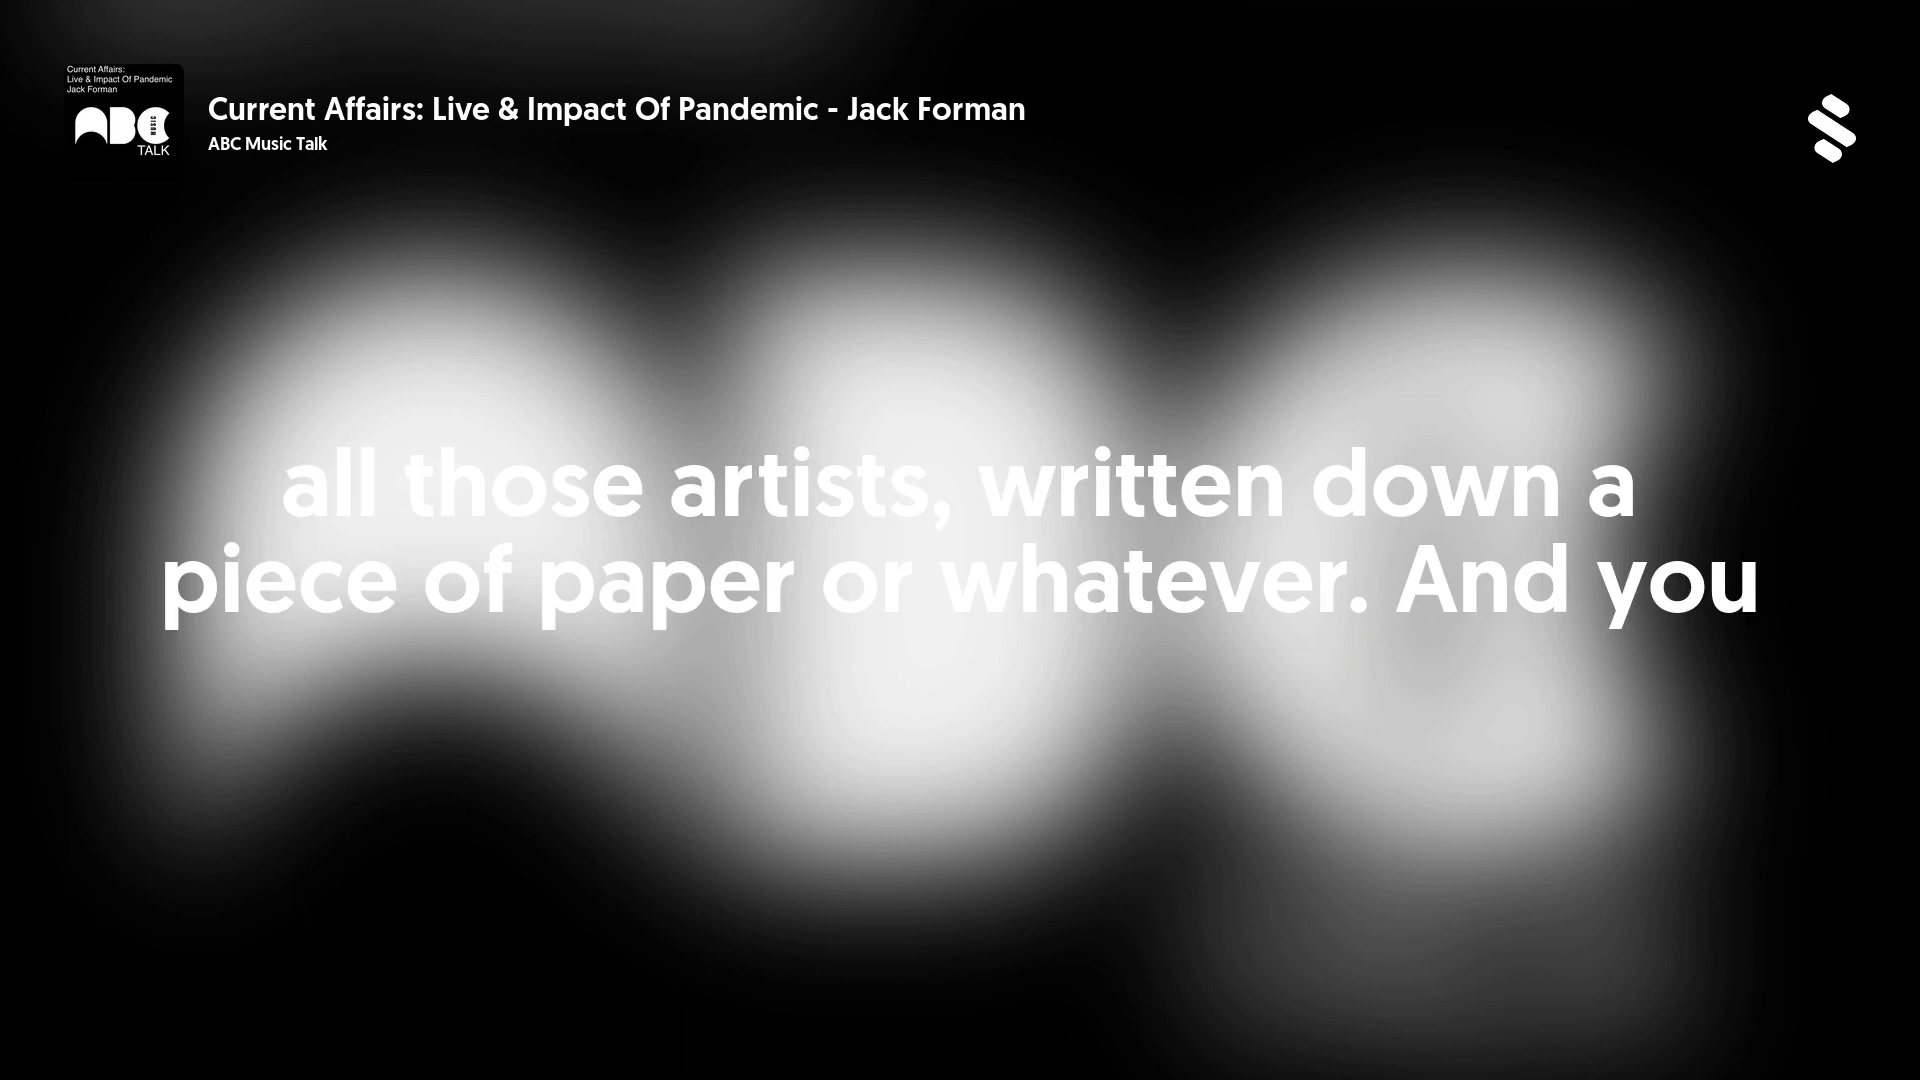 Current Affairs:
Live & Impact Of Pandemic
Jack Forman
ABC
MUSIC
TALK
Current Affairs: Live & Impact Of Pandemic - Jack Forman
ABC Music Talk
all those artists, written down a
piece of paper or whatever. And you